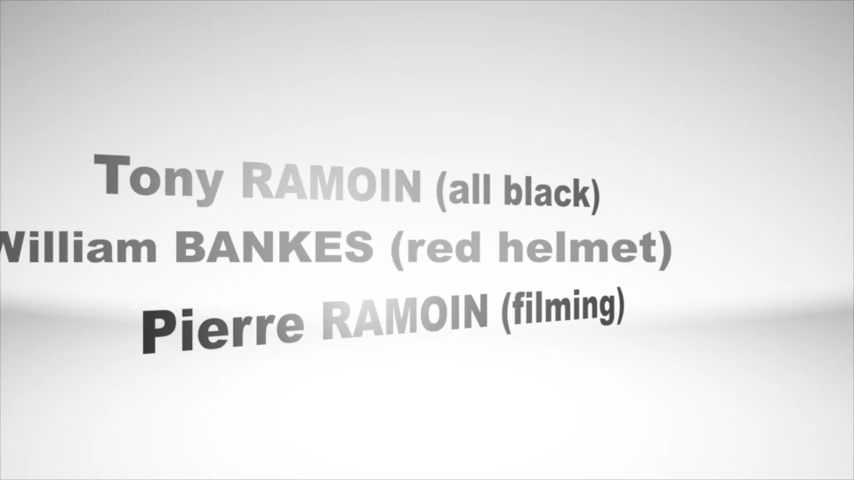 Tony RAMOIN (all black)
William BANKES (red helmet)
Pierre RAMOIN (filming)